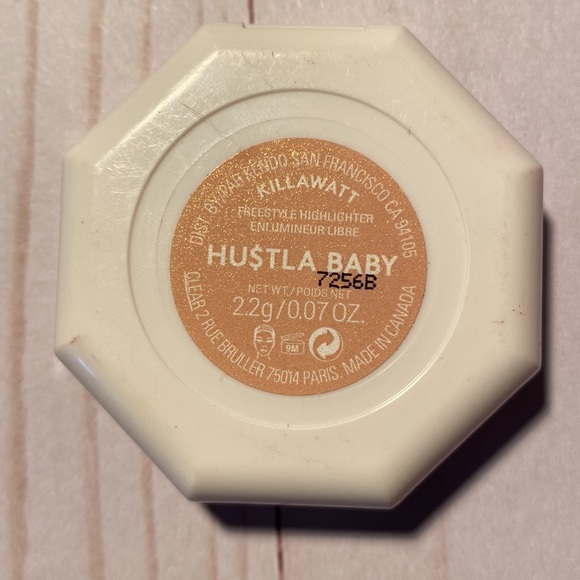 DIST. BY/PAR KENDO SAN FRANCISCO CA 94105
KILLAWATT
FREESTYLE HIGHLIGHTER
ENLUMINEUR LIBRE
HU$TLA BABY
7256B
NET WT./POIDS NET
2.2g/0.07 OZ.
9M
CLEAR 2 RUE BRULLER 75014 PARIS. MADE IN CANADA